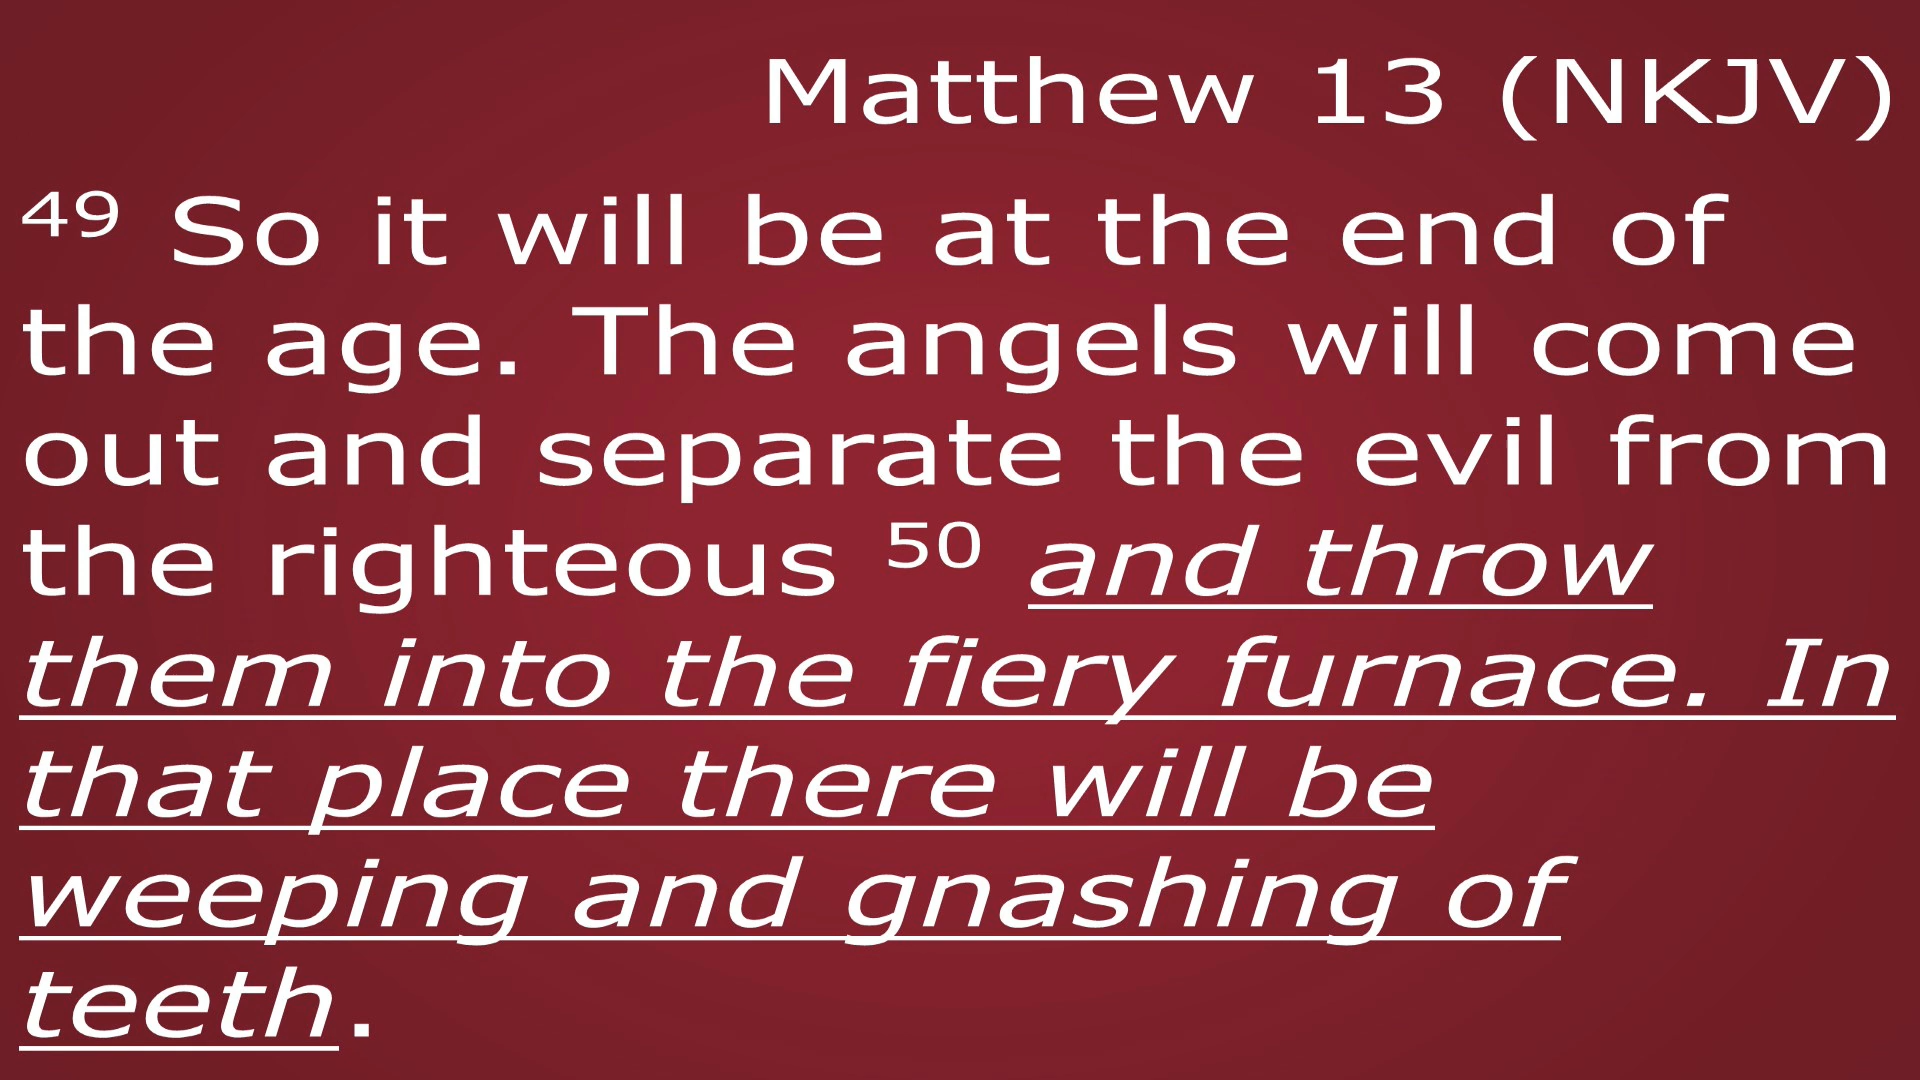 Matthew 13 (NKJV)
49 So it will be at the end of
the age. The angels will come
out and separate the evil from
the righteous 50 and throw
them into the fiery furnace. In
that place there will be
weeping and gnashing of
teeth.